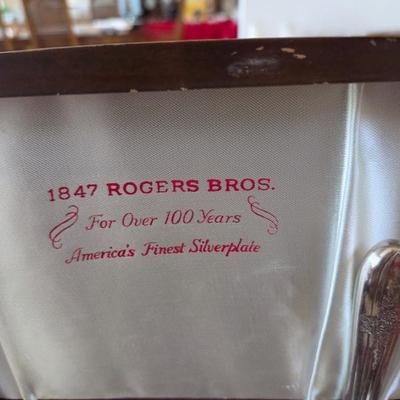 1847 ROGERS BROS.
For Over 100 Years
America's Finest Silverplate